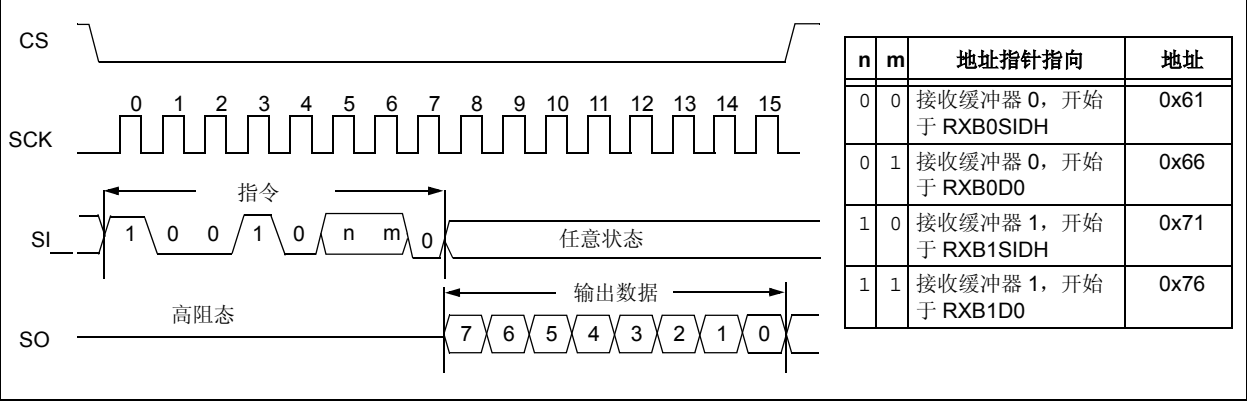 CS
0 1 2 3 4 5 6 7 8 9 10 11 12 13 14 15
SCK
指令
SI
1 0 0 1 0 n m 0
任意状态
输出数据
高阻态
SO
7 6 5 4 3 2 1 0
n m 地址指针指向 地址
0 0 接收缓冲器 0，开始 0x61
于 RXB0SIDH
0 1 接收缓冲器 0，开始 0x66
于 RXB0D0
1 0 接收缓冲器 1，开始 0x71
于 RXB1SIDH
1 1 接收缓冲器 1，开始 0x76
于 RXB1D0